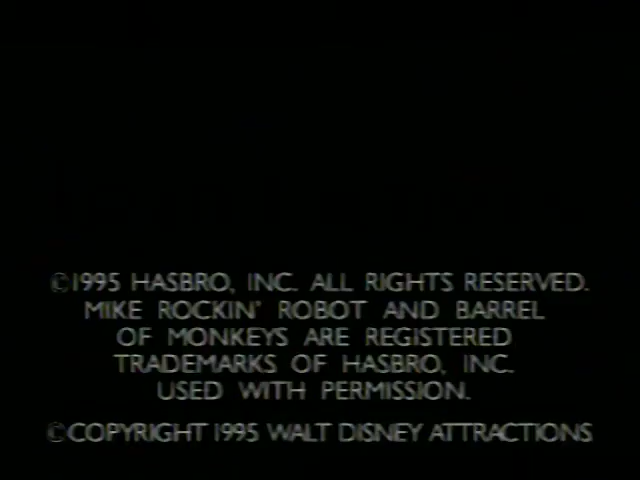 ©1995 HASBRO, INC. ALL RIGHTS RESERVED.
MIKE ROCKIN' ROBOT AND BARREL
OF MONKEYS ARE REGISTERED
TRADEMARKS OF HASBRO, INC.
USED WITH PERMISSION.
©COPYRIGHT 1995 WALT DISNEY ATTRACTIONS